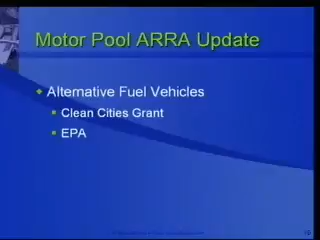 Motor Pool ARRA Update
Alternative Fuel Vehicles
Clean Cities Grant
EPA